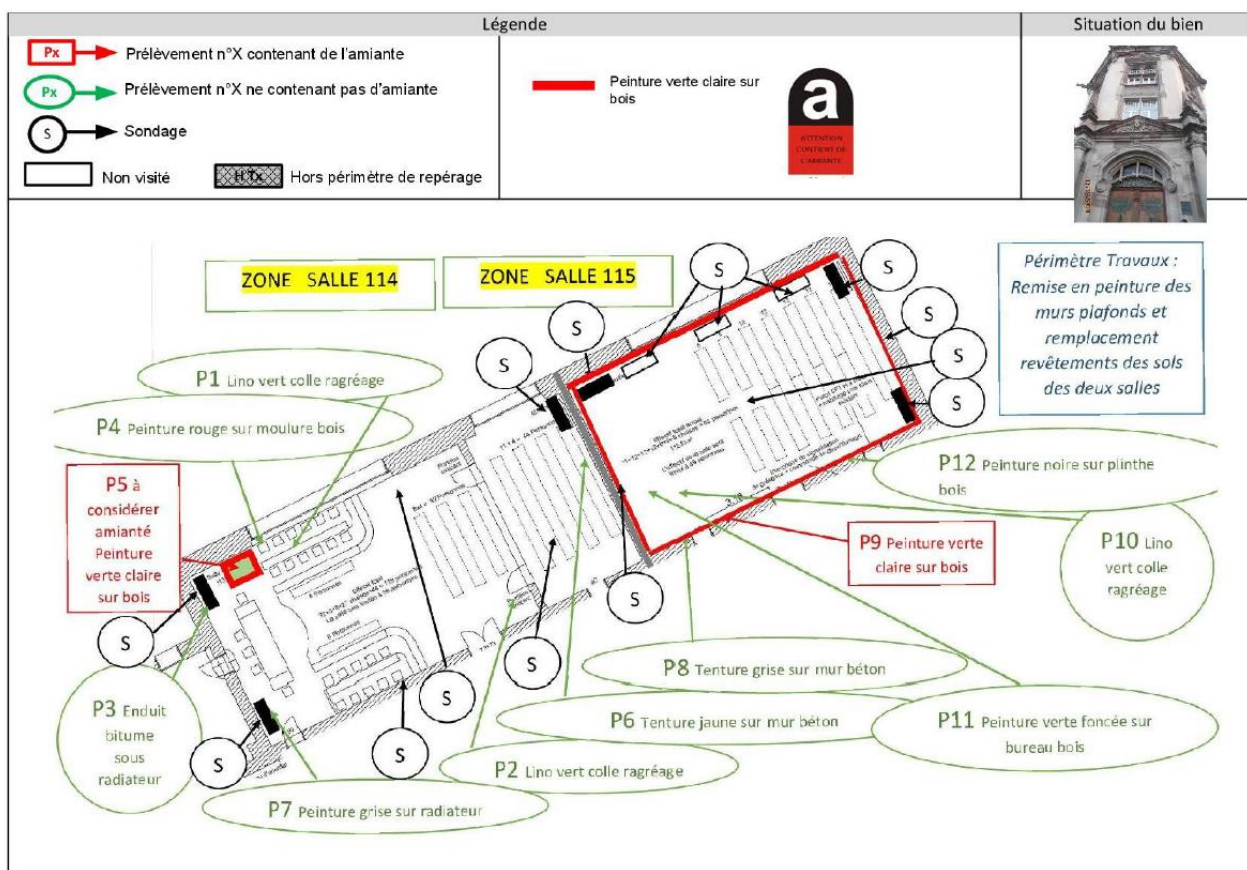 Légende
Situation du bien
Px Prélèvement n°X contenant de l'amiante
Px Prélèvement n°X ne contenant pas d'amiante
S Sondage
Non visité
H Tx Hors périmètre de repérage
Peinture verte claire sur
bois
a
ATTENTION
CONTIENT DE
L'AMIANTE
ZONE SALLE 114
ZONE SALLE 115
Périmètre Travaux :
Remise en peinture des
murs plafonds et
remplacement
revêtements des sols
des deux salles
S
S
S
S
S
S
S
P1 Lino vert colle ragréage
P4 Peinture rouge sur moulure bois
P5 à
considérer
amianté
Peinture
verte claire
sur bois
P12 Peinture noire sur plinthe
bois
P9 Peinture verte
claire sur bois
P10 Lino
vert colle
ragréage
S
S
S
S
S
S
P8 Tenture grise sur mur béton
P3 Enduit
bitume
sous
radiateur
P6 Tenture jaune sur mur béton
P11 Peinture verte foncée sur
bureau bois
P2 Lino vert colle ragréage
P7 Peinture grise sur radiateur